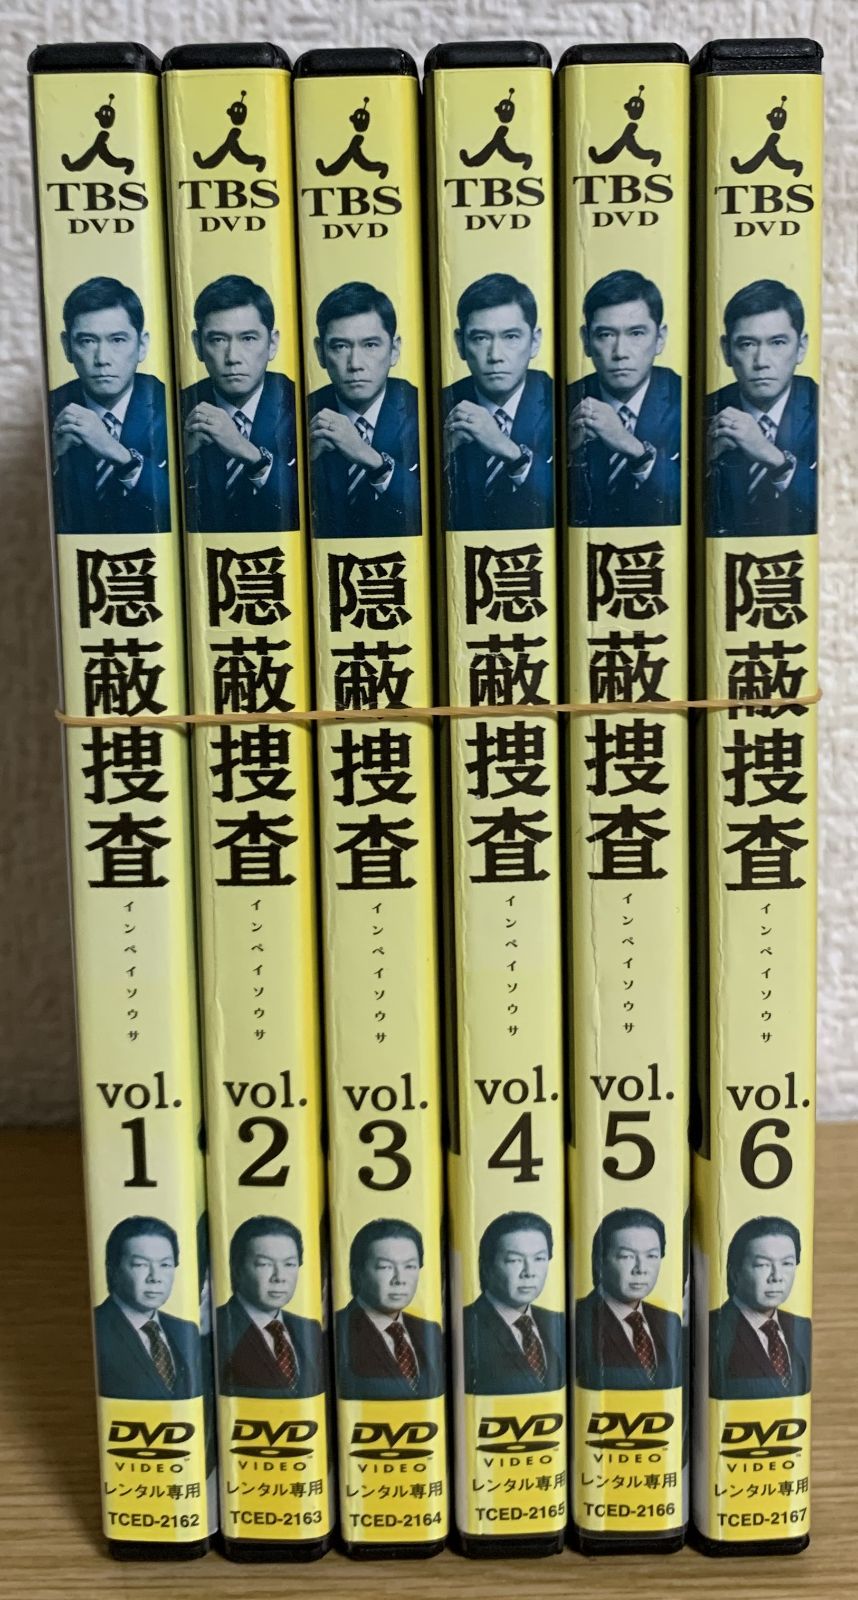 TBS
DVD
隠蔽捜査
インペイソウサ
vol.
1
DVD
VIDEO
レンタル専用
TCED-2162
TBS
DVD
隠蔽捜査
インペイソウサ
vol.
2
DVD
VIDEO
レンタル専用
TCED-2163
TBS
DVD
隠蔽捜査
インペイソウサ
vol.
3
DVD
VIDEO
レンタル専用
TCED-2164
TBS
DVD
隠蔽捜査
インペイソウサ
vol.
4
DVD
VIDEO
レンタル専用
TCED-2165
TBS
DVD
隠蔽捜査
インペイソウサ
vol.
5
DVD
VIDEO
レンタル専用
TCED-2166
TBS
DVD
隠蔽捜査
インペイソウサ
vol.
6
DVD
VIDEO
レンタル専用
TCED-2167